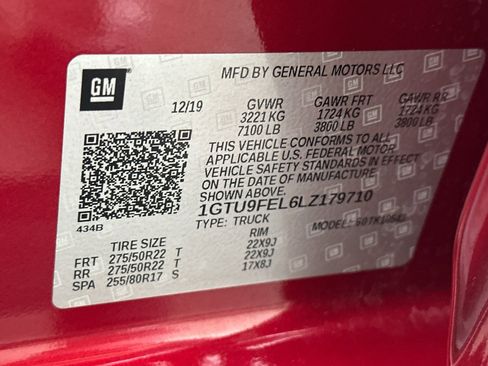 GM
MFD BY GENERAL MOTORS LLC
12/19 GVWR GAWR FRT GAWR RR
3221 KG 1724 KG 1724 KG
7100 LB 3800 LB 3800 LB
THIS VEHICLE CONFORMS TO ALL
APPLICABLE U.S. FEDERAL MOTOR
VEHICLE SAFETY STANDARDS IN EFFECT
ON THE DATE OF MANUFACTURE
SHOWN ABOVE.
1GTU9FEL6LZ179710
434B
TYPE: TRUCK
TIRE SIZE RIM
FRT 275/50R22 T 22X9J
RR 275/50R22 T 22X9J
SPA 255/80R17 S 17X8J